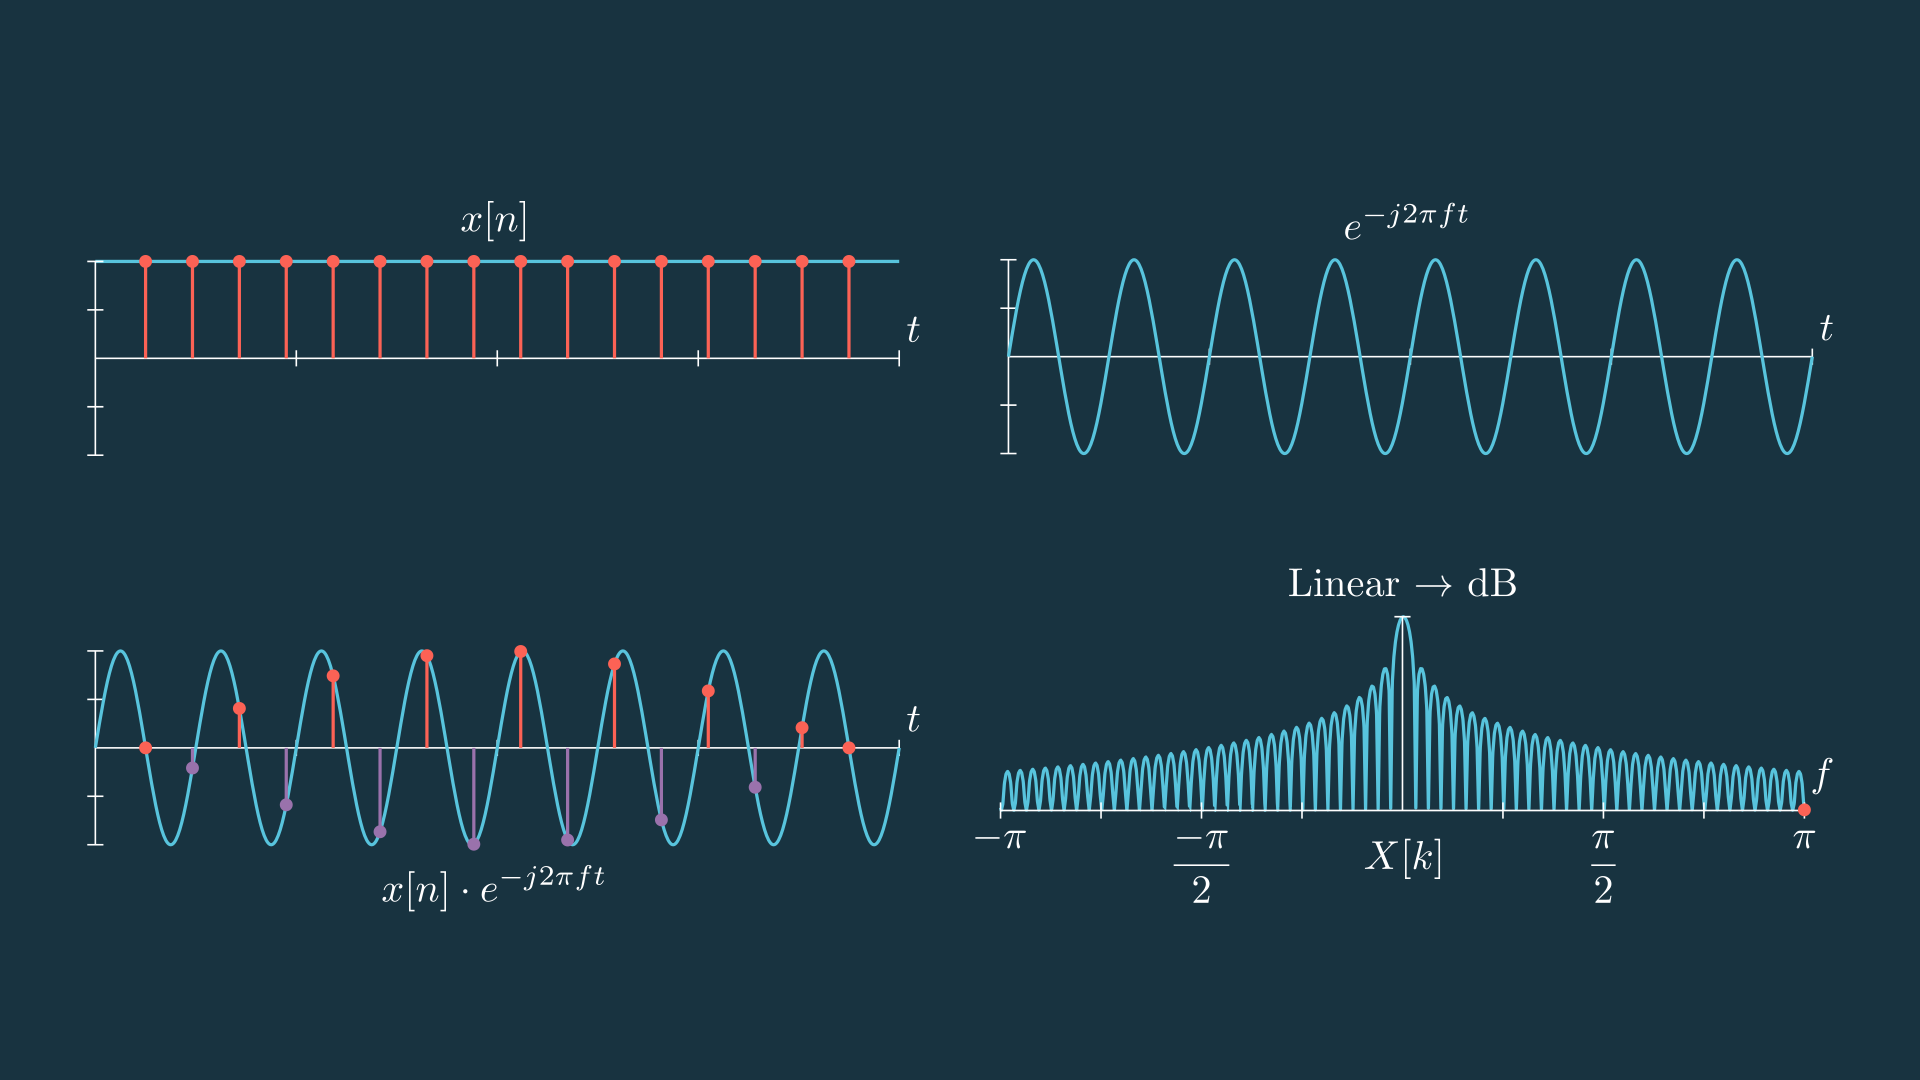 x[n]
t
e^{-j2πft}
t
t
x[n] · e^{-j2πft}
Linear → dB
f
−π
−π/2
X[k]
π/2
π